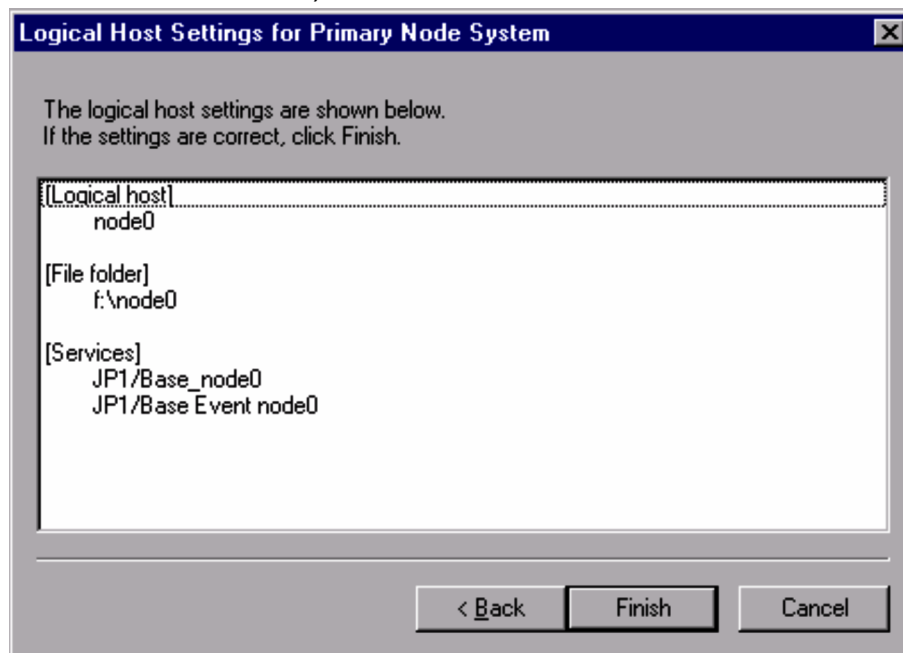 Logical Host Settings for Primary Node System
The logical host settings are shown below.
If the settings are correct, click Finish.
[Logical host]
node0
[File folder]
f:\node0
[Services]
JP1/Base_node0
JP1/Base Event node0
< Back
Finish
Cancel